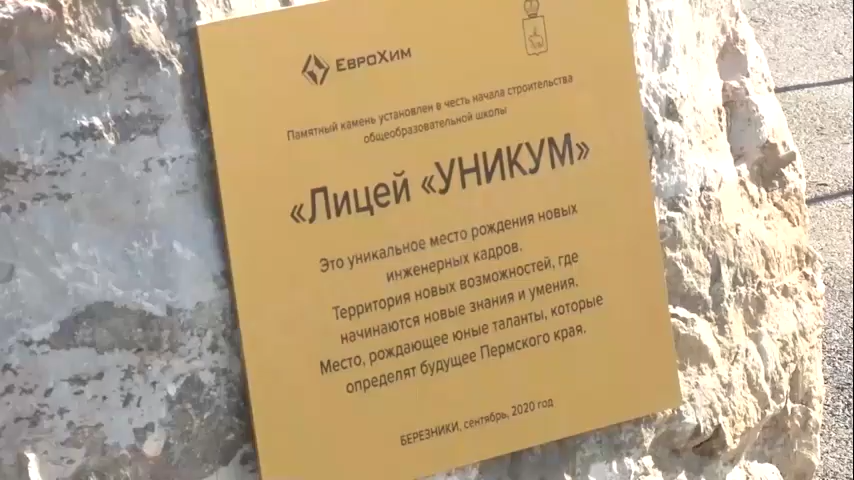 ЕвроХим
Памятный камень установлен в честь начала строительства
общеобразовательной школы
«Лицей «УНИКУМ»
Это уникальное место рождения новых
инженерных кадров.
Территория новых возможностей, где
начинаются новые знания и умения.
Место, рождающее юные таланты, которые
определят будущее Пермского края.
БЕРЕЗНИКИ, сентябрь, 2020 год